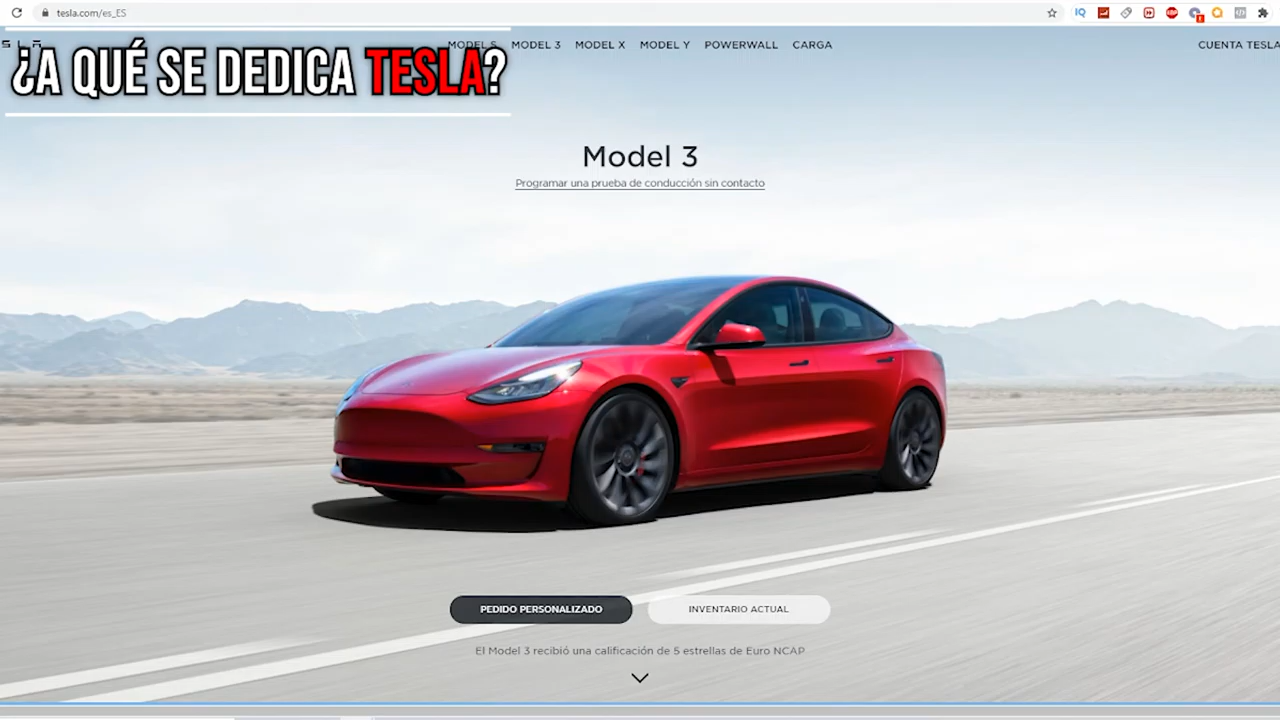 tesla.com/es_ES
MODEL S MODEL 3 MODEL X MODEL Y POWERWALL CARGA CUENTA TESLA
¿A QUÉ SE DEDICA TESLA?
Model 3
Programar una prueba de conducción sin contacto
PEDIDO PERSONALIZADO INVENTARIO ACTUAL
El Model 3 recibió una calificación de 5 estrellas de Euro NCAP